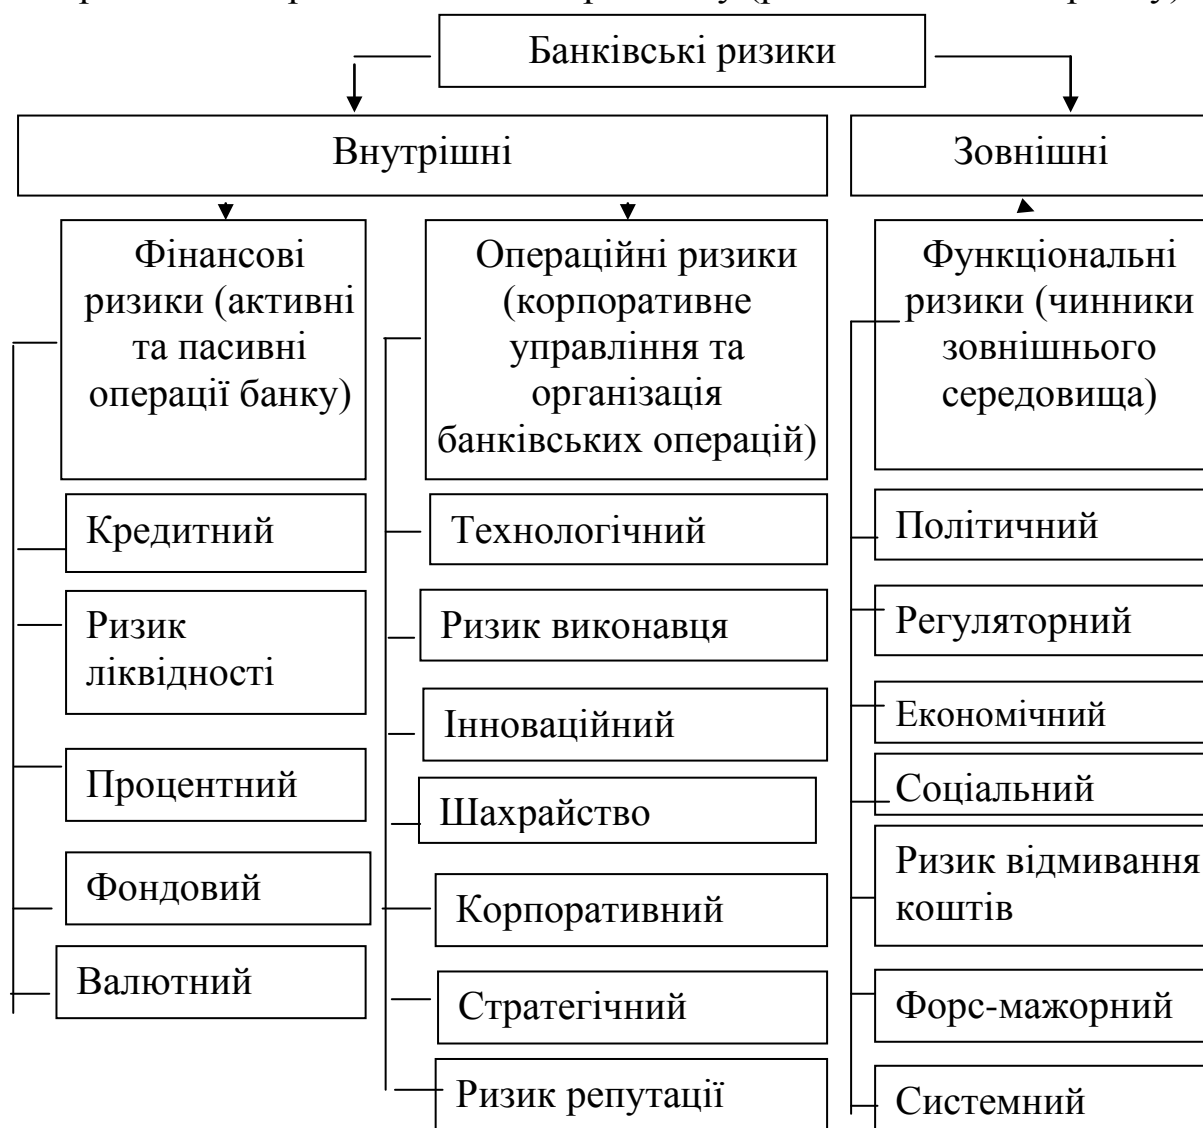 Банківські ризики
Внутрішні
Зовнішні
Фінансові
ризики (активні
та пасивні
операції банку)
Операційні ризики
(корпоративне
управління та
організація
банківських операцій)
Функціональні
ризики (чинники
зовнішнього
середовища)
Кредитний
Ризик
ліквідності
Процентний
Фондовий
Валютний
Технологічний
Ризик виконавця
Інноваційний
Шахрайство
Корпоративний
Стратегічний
Ризик репутації
Політичний
Регуляторний
Економічний
Соціальний
Ризик відмивання
коштів
Форс-мажорний
Системний